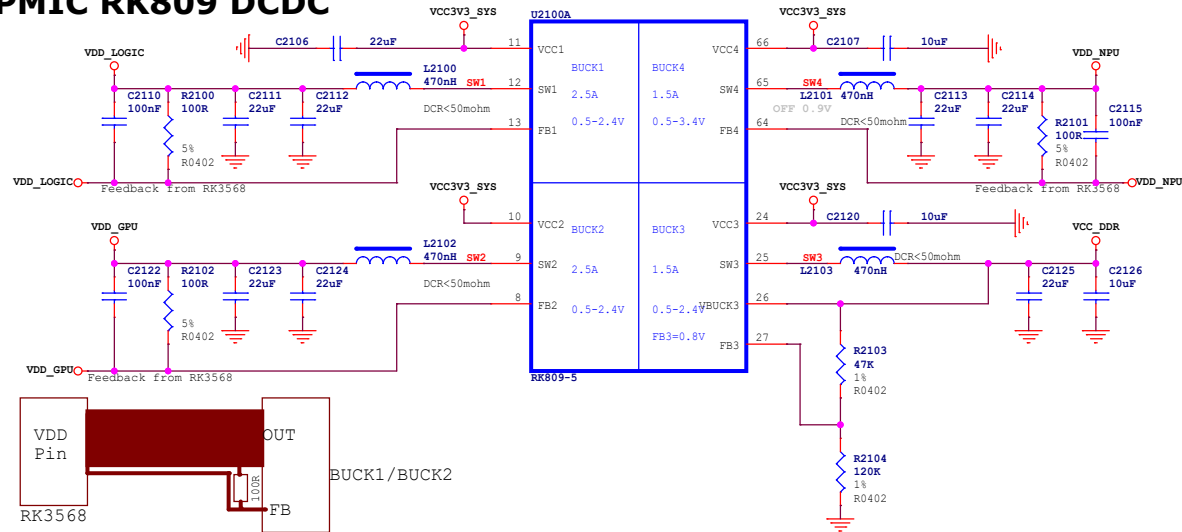 PMIC RK809 DCDC
VCC3V3_SYS
U2100A
VCC3V3_SYS
C2106
22uF
11
VCC1
VCC4
66
C2107
10uF
VDD_LOGIC
VDD_NPU
L2100
470nH
SW1
12
SW1
BUCK1
BUCK4
SW4
65
SW4
L2101
470nH
C2110
100nF
R2100
100R
C2111
22uF
C2112
22uF
DCR<50mohm
2.5A
1.5A
OFF 0.9V
DCR<50mohm
C2113
22uF
C2114
22uF
C2115
100nF
13
FB1
0.5-2.4V
0.5-3.4V
FB4
64
R2101
100R
5%
R0402
5%
R0402
VDD_LOGIC
Feedback from RK3568
Feedback from RK3568
VDD_NPU
VCC3V3_SYS
VCC3V3_SYS
10
VCC2
VCC3
24
C2120
10uF
VDD_GPU
VCC_DDR
L2102
470nH
SW2
9
SW2
BUCK2
BUCK3
SW3
25
SW3
L2103
470nH
DCR<50mohm
C2122
100nF
R2102
100R
C2123
22uF
C2124
22uF
DCR<50mohm
2.5A
1.5A
C2125
22uF
C2126
10uF
8
FB2
0.5-2.4V
0.5-2.4V
VBUCK3
26
5%
R0402
FB3=0.8V
FB3
27
R2103
47K
1%
R0402
VDD_GPU
Feedback from RK3568
RK809-5
VDD
Pin
OUT
R2104
120K
1%
R0402
100R
BUCK1/BUCK2
FB
RK3568